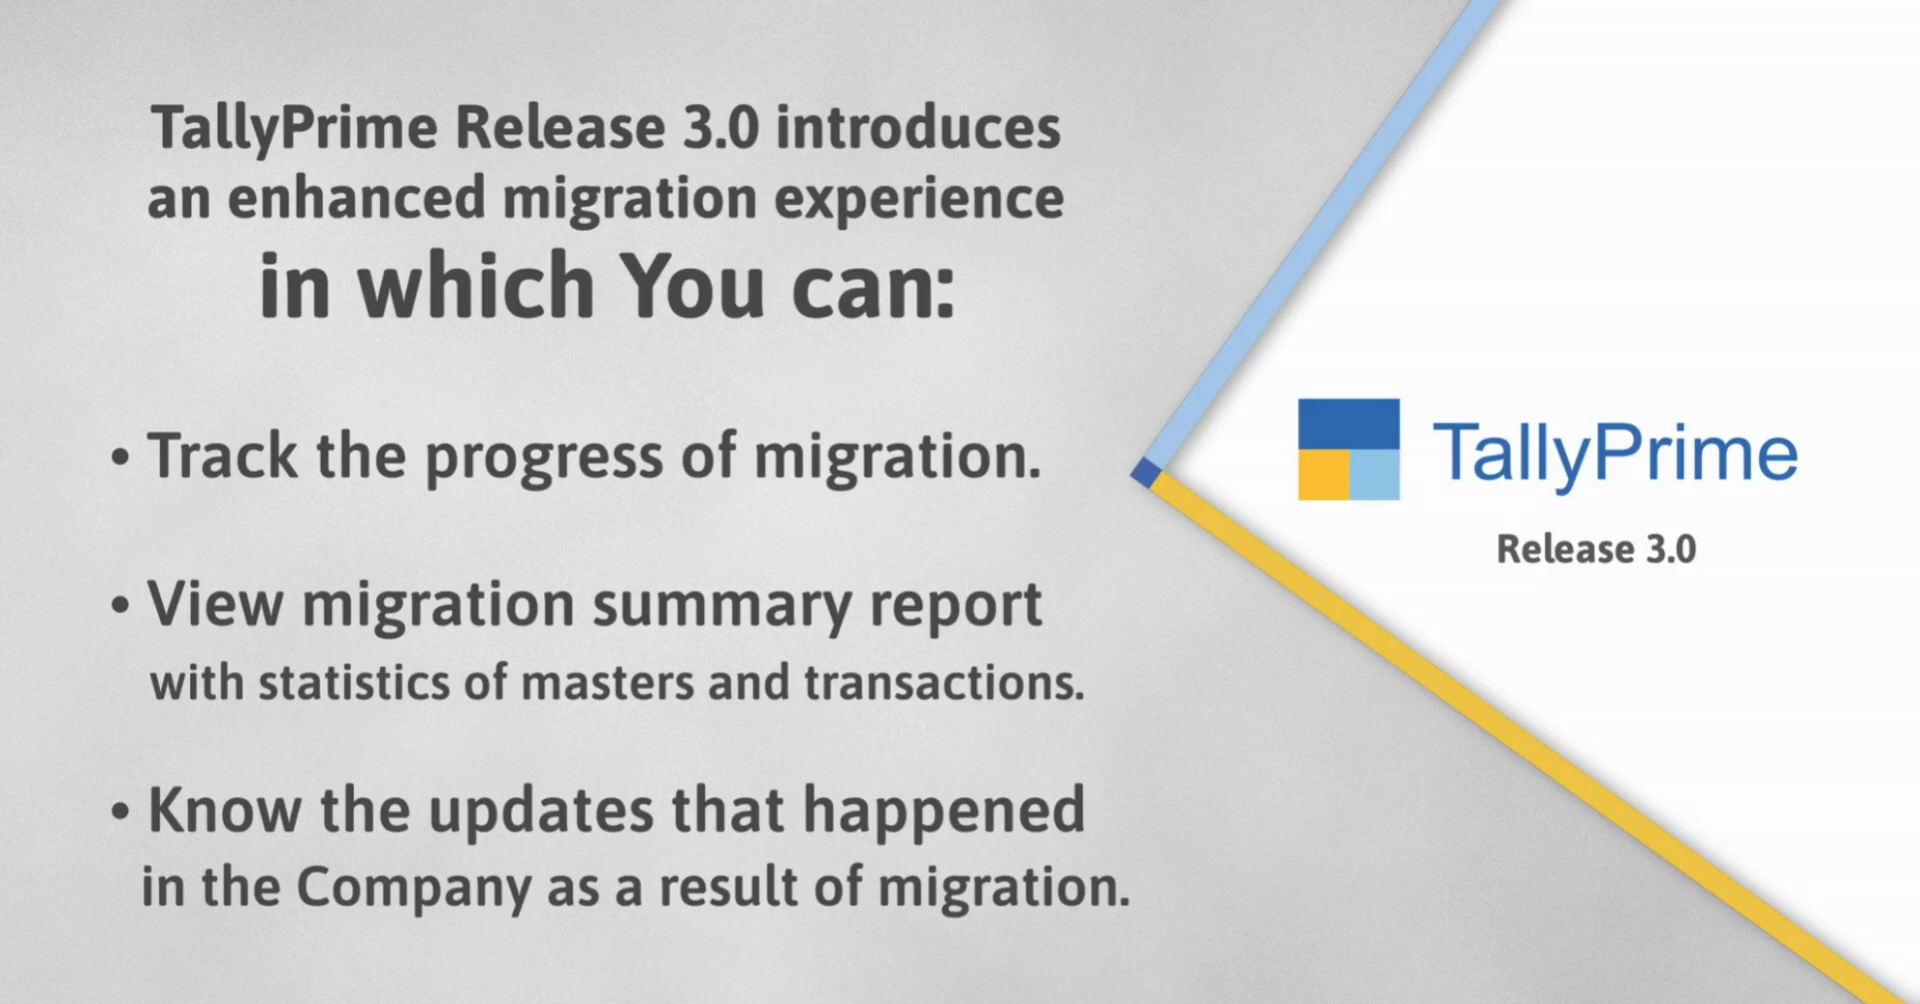 TallyPrime Release 3.0 introduces
an enhanced migration experience
in which You can:
• Track the progress of migration.
• View migration summary report
with statistics of masters and transactions.
• Know the updates that happened
in the Company as a result of migration.
TallyPrime
Release 3.0